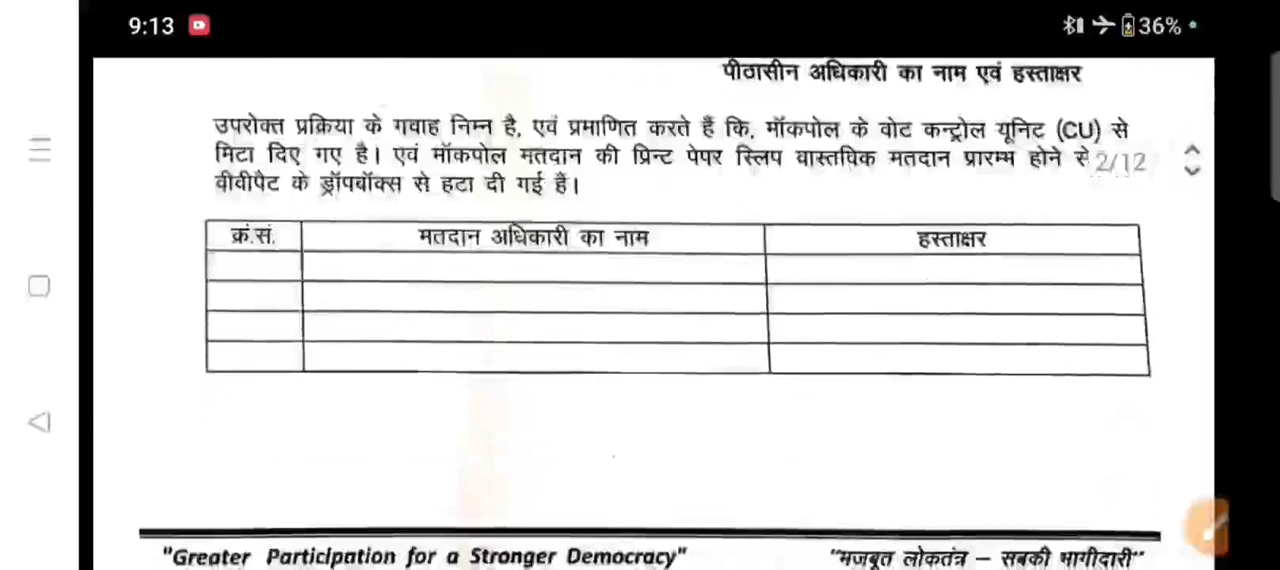 9:13 36%
पीठासीन अधिकारी का नाम एवं हस्ताक्षर
उपरोक्त प्रक्रिया के गवाह निम्न है, एवं प्रमाणित करते हैं कि, मॉकपोल के वोट कन्ट्रोल यूनिट (CU) से
मिटा दिए गए है। एवं मॉकपोल मतदान की प्रिन्ट पेपर स्लिप वास्तविक मतदान प्रारम्भ होने से 2/12
वीवीपैट के ड्रॉपबॉक्स से हटा दी गई है।
क्रं.सं. मतदान अधिकारी का नाम हस्ताक्षर
"Greater Participation for a Stronger Democracy" "मजबूत लोकतंत्र – सबकी भागीदारी"